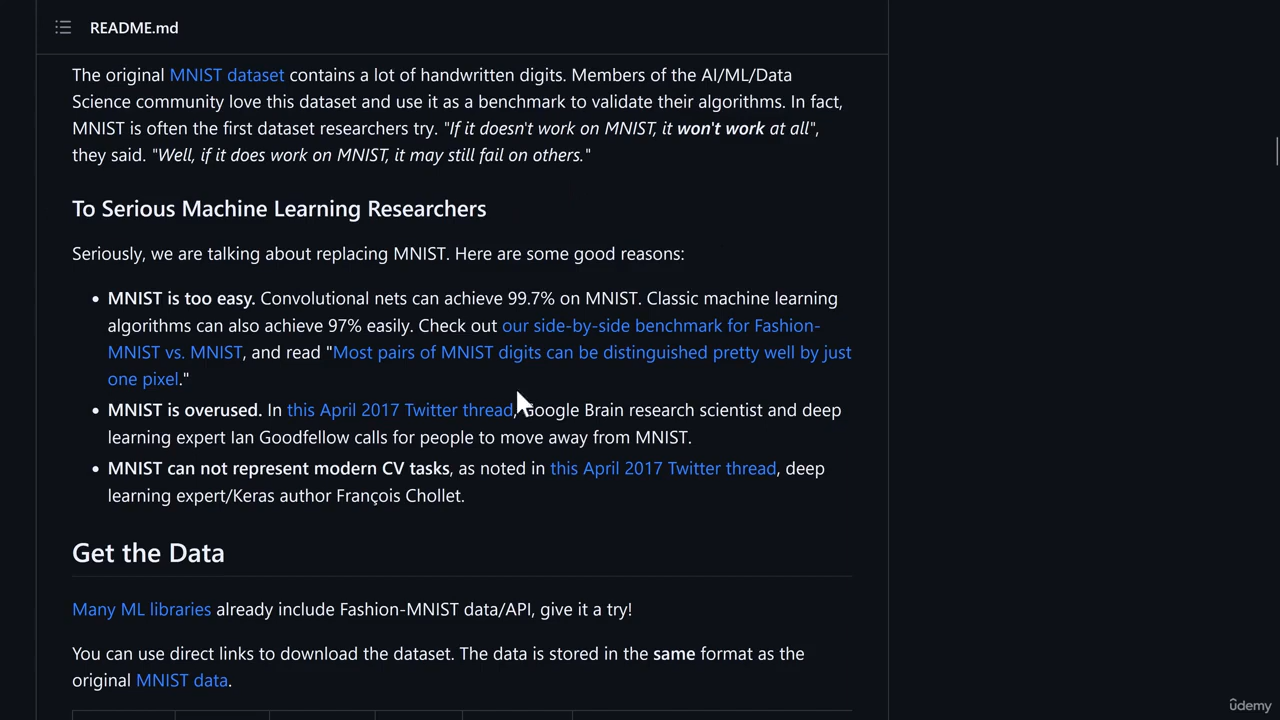 README.md
The original MNIST dataset contains a lot of handwritten digits. Members of the AI/ML/Data
Science community love this dataset and use it as a benchmark to validate their algorithms. In fact,
MNIST is often the first dataset researchers try. "If it doesn't work on MNIST, it won't work at all",
they said. "Well, if it does work on MNIST, it may still fail on others."
To Serious Machine Learning Researchers
Seriously, we are talking about replacing MNIST. Here are some good reasons:
• MNIST is too easy. Convolutional nets can achieve 99.7% on MNIST. Classic machine learning
algorithms can also achieve 97% easily. Check out our side-by-side benchmark for Fashion-
MNIST vs. MNIST, and read "Most pairs of MNIST digits can be distinguished pretty well by just
one pixel."
• MNIST is overused. In this April 2017 Twitter thread, Google Brain research scientist and deep
learning expert Ian Goodfellow calls for people to move away from MNIST.
• MNIST can not represent modern CV tasks, as noted in this April 2017 Twitter thread, deep
learning expert/Keras author François Chollet.
Get the Data
Many ML libraries already include Fashion-MNIST data/API, give it a try!
You can use direct links to download the dataset. The data is stored in the same format as the
original MNIST data.
ûdemy